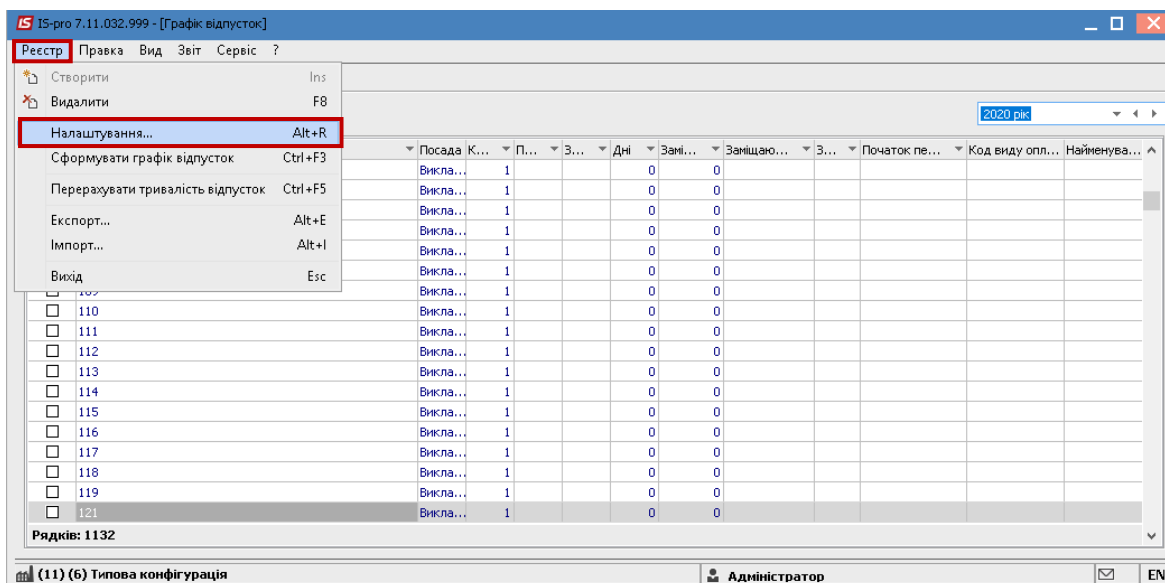 IS-pro 7.11.032.999 - [Графік відпусток]
Реєстр Правка Вид Звіт Сервіс ?
Створити Ins
Видалити F8
Налаштування... Alt+R
Сформувати графік відпусток Ctrl+F3
Перерахувати тривалість відпусток Ctrl+F5
Експорт... Alt+E
Імпорт... Alt+I
Вихід Esc
2020 рік
Посада К... П... З... Дні Замі... Заміщаю... З... Початок пе... Код виду опл... Найменува...
Викла... 1 0 0
Викла... 1 0 0
Викла... 1 0 0
Викла... 1 0 0
Викла... 1 0 0
Викла... 1 0 0
109 Викла... 1 0 0
110 Викла... 1 0 0
111 Викла... 1 0 0
112 Викла... 1 0 0
113 Викла... 1 0 0
114 Викла... 1 0 0
115 Викла... 1 0 0
116 Викла... 1 0 0
117 Викла... 1 0 0
118 Викла... 1 0 0
119 Викла... 1 0 0
121 Викла... 1 0 0
Рядків: 1132
(11) (6) Типова конфігурація Адміністратор EN